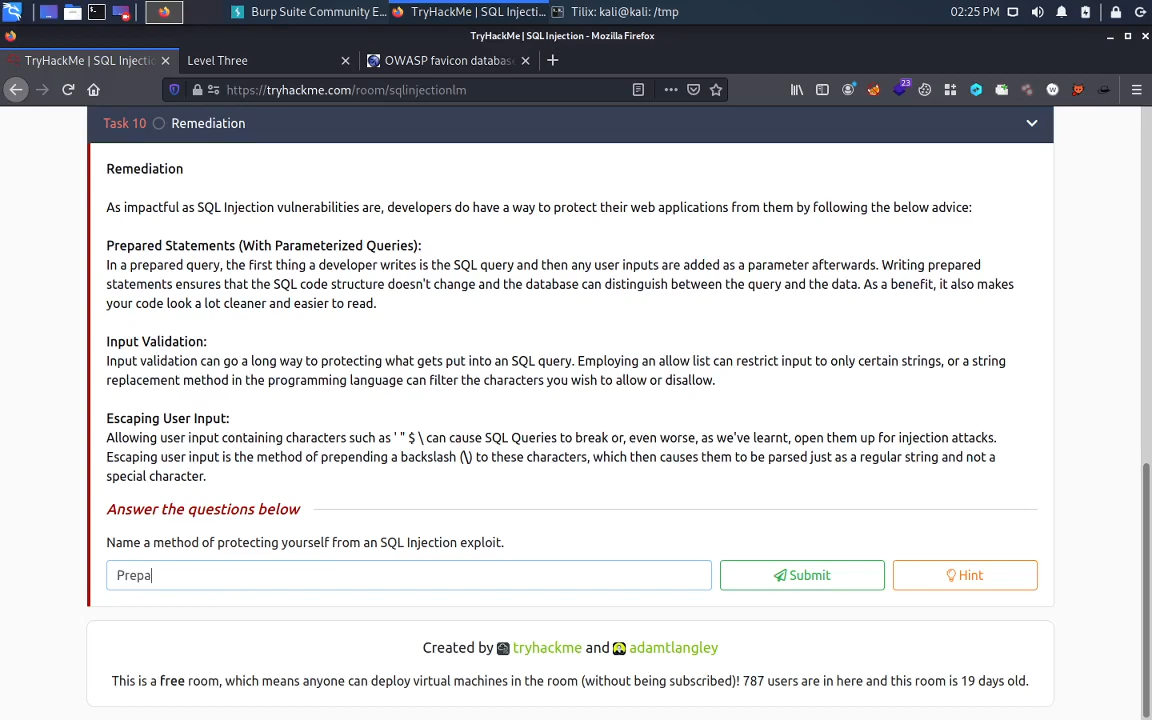 Burp Suite Community E...
TryHackMe | SQL Injecti...
Tilix: kali@kali: /tmp
02:25 PM
TryHackMe | SQL Injection - Mozilla Firefox
TryHackMe | SQL Injectio
Level Three
OWASP favicon database
https://tryhackme.com/room/sqlinjectionlm
23
Task 10 Remediation
Remediation
As impactful as SQL Injection vulnerabilities are, developers do have a way to protect their web applications from them by following the below advice:
Prepared Statements (With Parameterized Queries):
In a prepared query, the first thing a developer writes is the SQL query and then any user inputs are added as a parameter afterwards. Writing prepared
statements ensures that the SQL code structure doesn't change and the database can distinguish between the query and the data. As a benefit, it also makes
your code look a lot cleaner and easier to read.
Input Validation:
Input validation can go a long way to protecting what gets put into an SQL query. Employing an allow list can restrict input to only certain strings, or a string
replacement method in the programming language can filter the characters you wish to allow or disallow.
Escaping User Input:
Allowing user input containing characters such as ' " $ \ can cause SQL Queries to break or, even worse, as we've learnt, open them up for injection attacks.
Escaping user input is the method of prepending a backslash (\) to these characters, which then causes them to be parsed just as a regular string and not a
special character.
Answer the questions below
Name a method of protecting yourself from an SQL Injection exploit.
Prepa
Submit
Hint
Created by tryhackme and adamtlangley
This is a free room, which means anyone can deploy virtual machines in the room (without being subscribed)! 787 users are in here and this room is 19 days old.